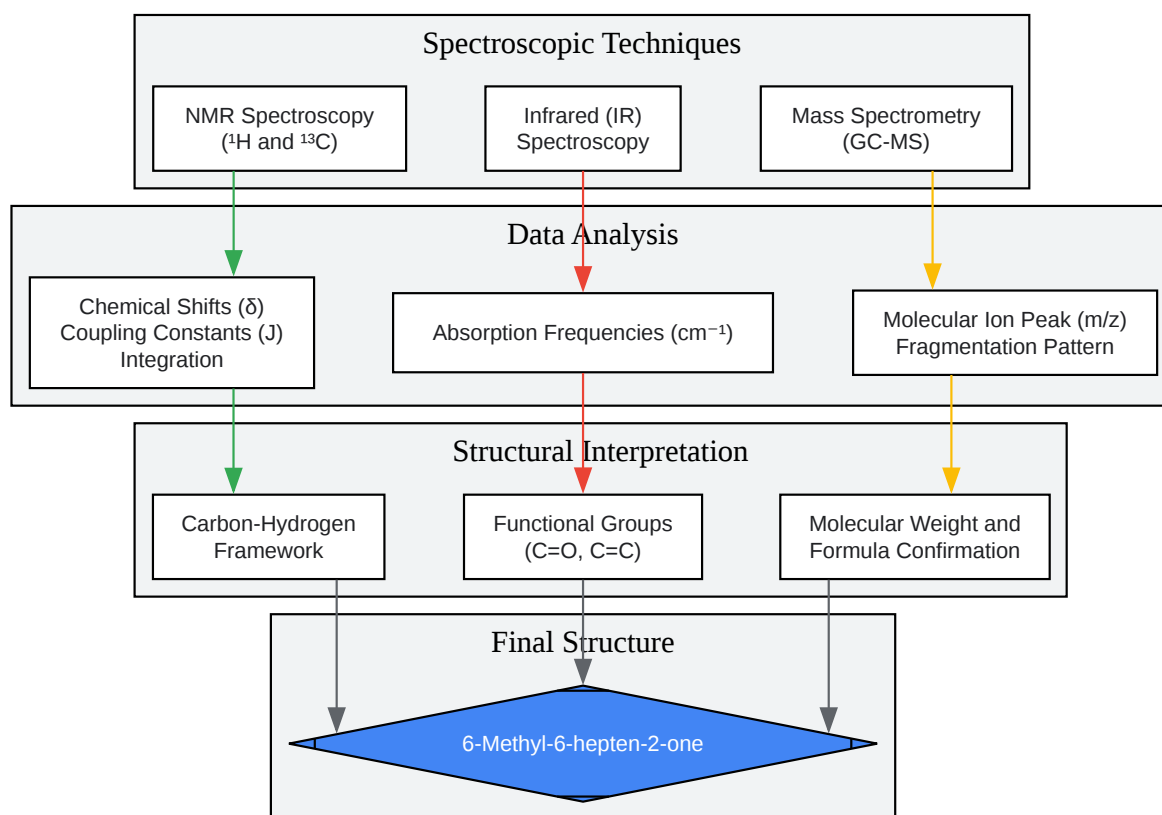 Spectroscopic Techniques
NMR Spectroscopy
(¹H and ¹³C)
Infrared (IR)
Spectroscopy
Mass Spectrometry
(GC-MS)
Data Analysis
Chemical Shifts (δ)
Coupling Constants (J)
Integration
Absorption Frequencies (cm⁻¹)
Molecular Ion Peak (m/z)
Fragmentation Pattern
Structural Interpretation
Carbon-Hydrogen
Framework
Functional Groups
(C=O, C=C)
Molecular Weight and
Formula Confirmation
Final Structure
6-Methyl-6-hepten-2-one